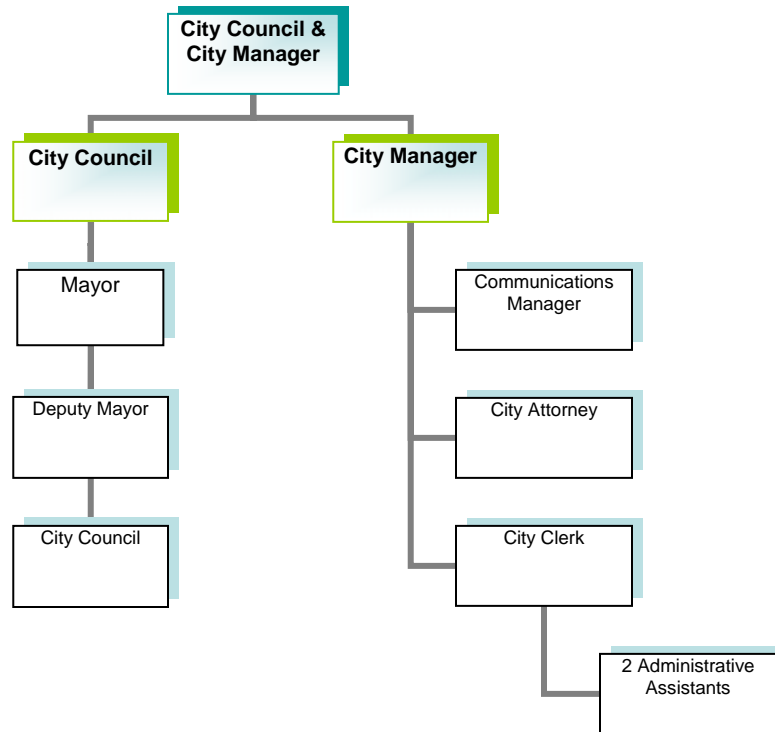 City Council &
City Manager
City Council
City Manager
Mayor
Communications
Manager
Deputy Mayor
City Attorney
City Council
City Clerk
2 Administrative
Assistants